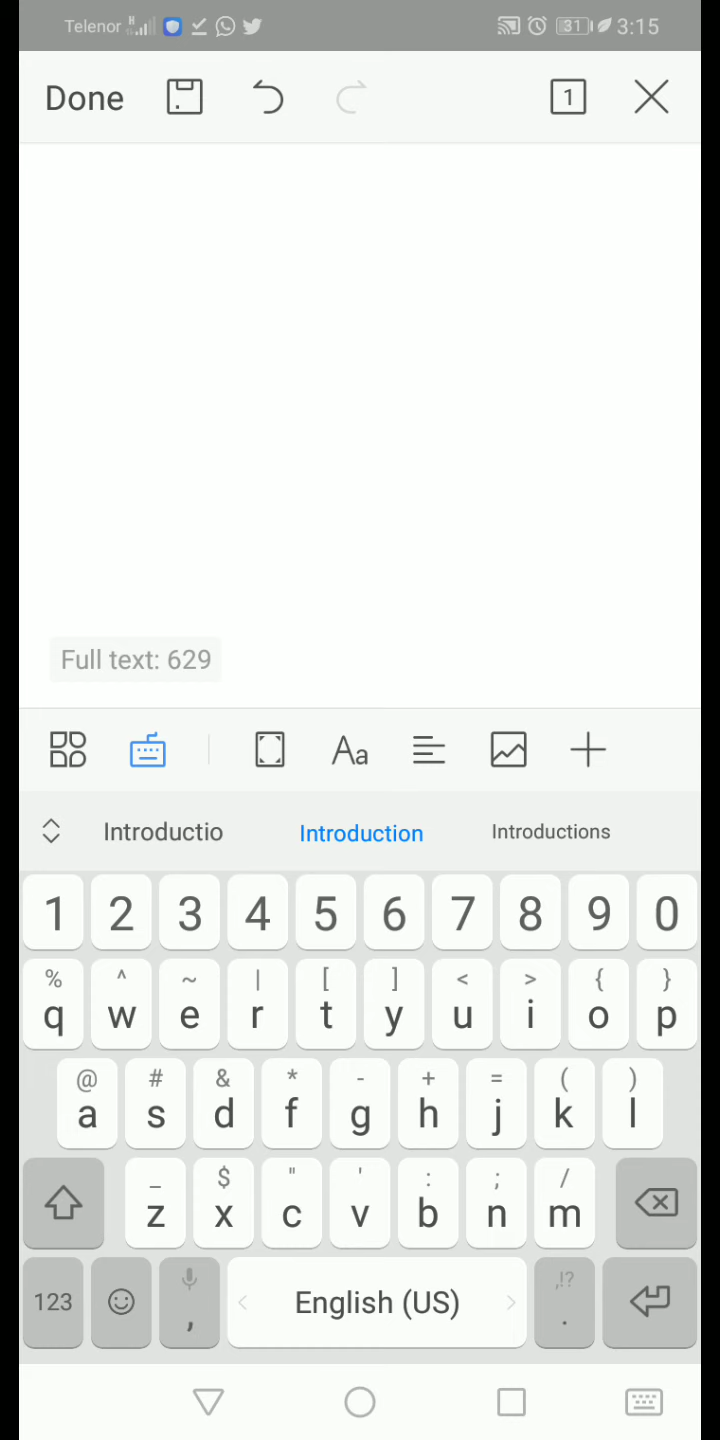 Telenor H 31 3:15
Done 1
Full text: 629
Introductio Introduction Introductions
1 2 3 4 5 6 7 8 9 0
% ^ ~ | [ ] < > { }
q w e r t y u i o p
@ # & * - + = ( )
a s d f g h j k l
_ $ " ' : ; /
z x c v b n m
,!?
123 , < English (US) > .